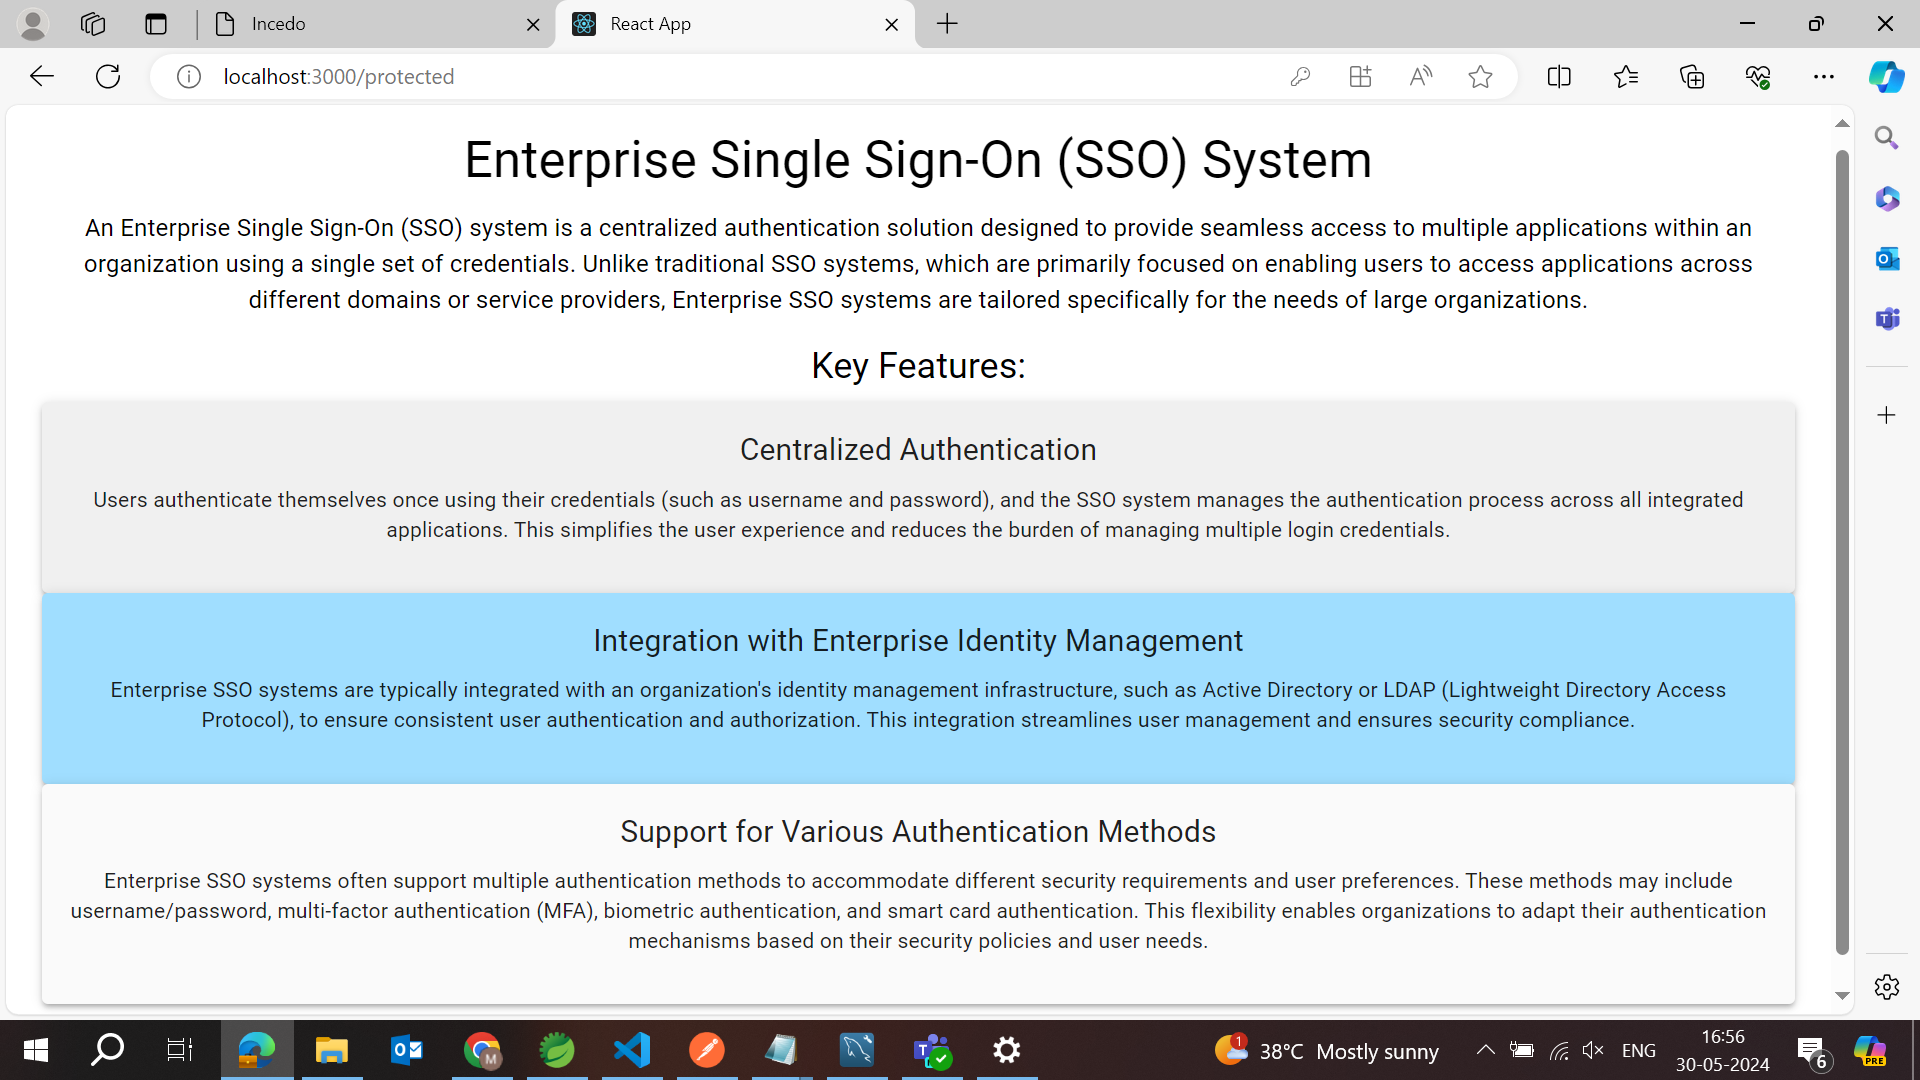 Incedo
React App
localhost:3000/protected
Enterprise Single Sign-On (SSO) System
An Enterprise Single Sign-On (SSO) system is a centralized authentication solution designed to provide seamless access to multiple applications within an
organization using a single set of credentials. Unlike traditional SSO systems, which are primarily focused on enabling users to access applications across
different domains or service providers, Enterprise SSO systems are tailored specifically for the needs of large organizations.
Key Features:
Centralized Authentication
Users authenticate themselves once using their credentials (such as username and password), and the SSO system manages the authentication process across all integrated
applications. This simplifies the user experience and reduces the burden of managing multiple login credentials.
Integration with Enterprise Identity Management
Enterprise SSO systems are typically integrated with an organization's identity management infrastructure, such as Active Directory or LDAP (Lightweight Directory Access
Protocol), to ensure consistent user authentication and authorization. This integration streamlines user management and ensures security compliance.
Support for Various Authentication Methods
Enterprise SSO systems often support multiple authentication methods to accommodate different security requirements and user preferences. These methods may include
username/password, multi-factor authentication (MFA), biometric authentication, and smart card authentication. This flexibility enables organizations to adapt their authentication
mechanisms based on their security policies and user needs.
M
1
38°C Mostly sunny
ENG
16:56
30-05-2024
6
PRE